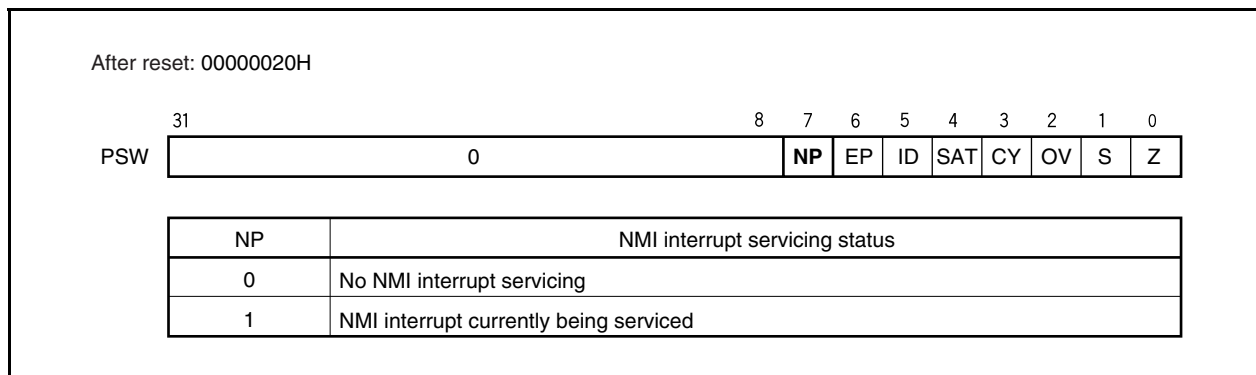 After reset: 00000020H
31 8 7 6 5 4 3 2 1 0
PSW 0 NP EP ID SAT CY OV S Z
NP NMI interrupt servicing status
0 No NMI interrupt servicing
1 NMI interrupt currently being serviced